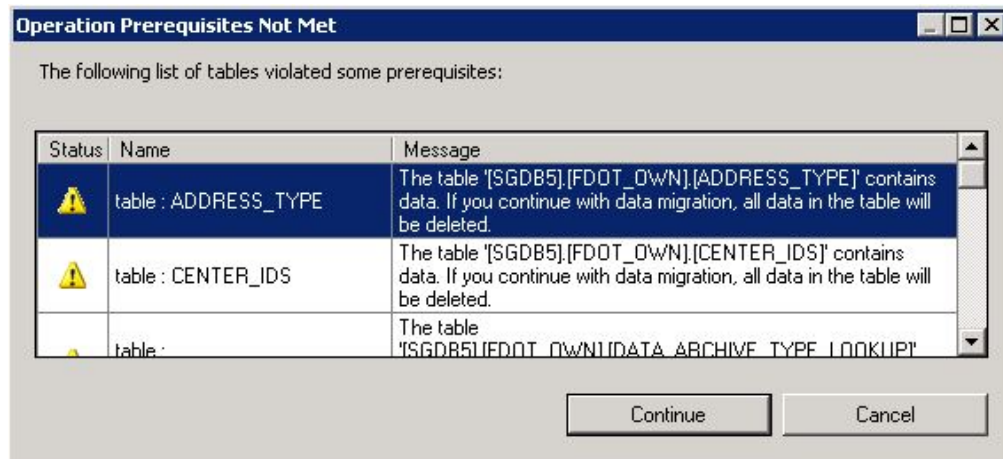 Operation Prerequisites Not Met
The following list of tables violated some prerequisites:
Status Name Message
table : ADDRESS_TYPE
The table '[SGDB5].[FDOT_OWN].[ADDRESS_TYPE]' contains
data. If you continue with data migration, all data in the table will
be deleted.
table : CENTER_IDS
The table '[SGDB5].[FDOT_OWN].[CENTER_IDS]' contains
data. If you continue with data migration, all data in the table will
be deleted.
table :
The table
'[SGDB5].[FDOT_OWN].[DATA_ARCHIVE_TYPE_LOOKUP]'
Continue Cancel